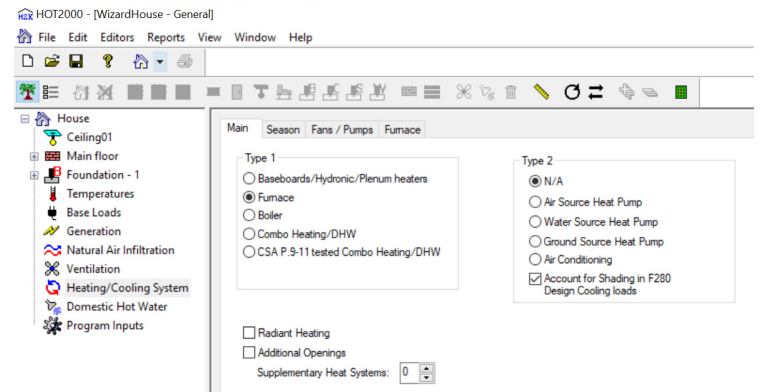 HOT2000 - [WizardHouse - General]
File Edit Editors Reports View Window Help
House
Ceiling01
Main floor
Foundation - 1
Temperatures
Base Loads
Generation
Natural Air Infiltration
Ventilation
Heating/Cooling System
Domestic Hot Water
Program Inputs
Main Season Fans / Pumps Furnace
Type 1
Baseboards/Hydronic/Plenum heaters
Furnace
Boiler
Combo Heating/DHW
CSA P.9-11 tested Combo Heating/DHW
Type 2
N/A
Air Source Heat Pump
Water Source Heat Pump
Ground Source Heat Pump
Air Conditioning
Account for Shading in F280
Design Cooling loads
Radiant Heating
Additional Openings
Supplementary Heat Systems: 0